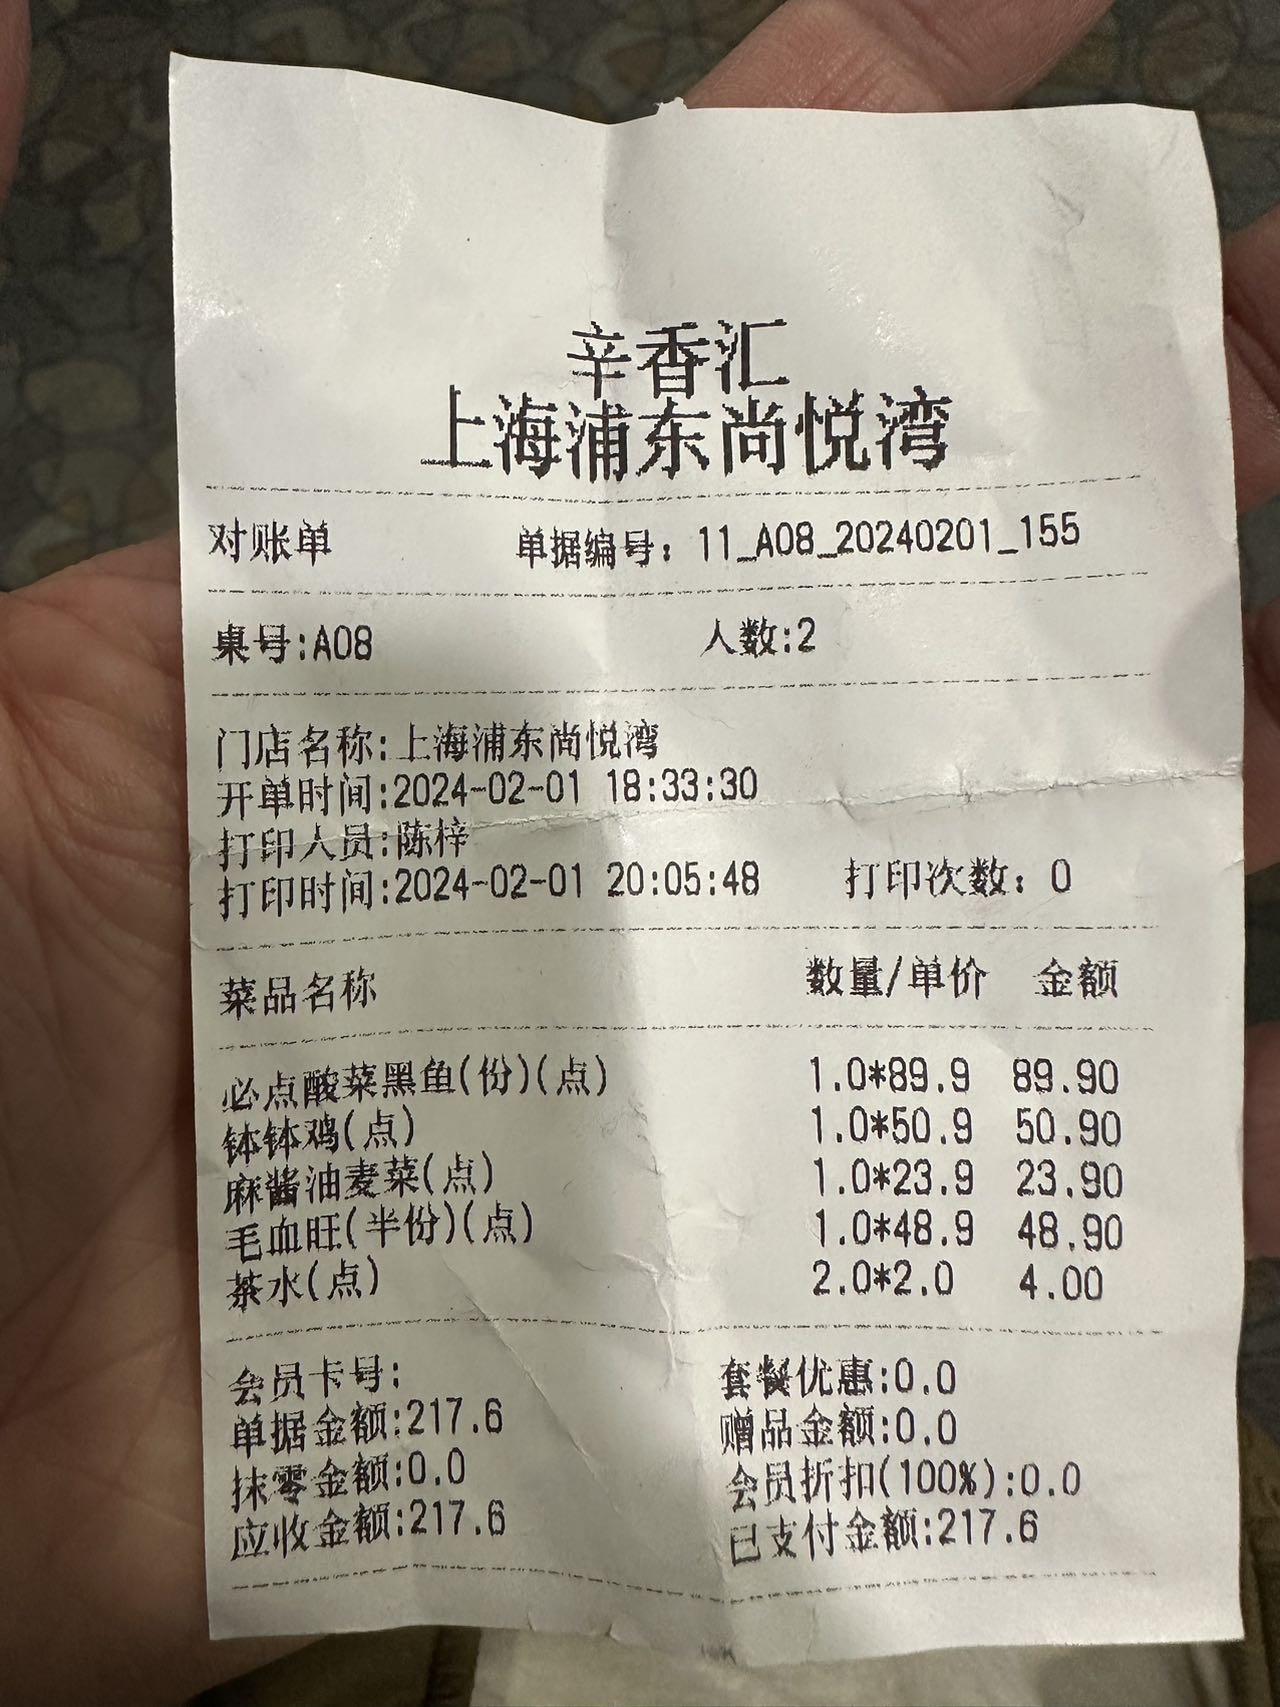 辛香汇
上海浦东尚悦湾
对账单 单据编号：11_A08_20240201_155
桌号:A08 人数:2
门店名称:上海浦东尚悦湾
开单时间:2024-02-01 18:33:30
打印人员:陈梓
打印时间:2024-02-01 20:05:48 打印次数：0
菜品名称 数量/单价 金额
必点酸菜黑鱼(份)(点) 1.0*89.9 89.90
钵钵鸡(点) 1.0*50.9 50.90
麻酱油麦菜(点) 1.0*23.9 23.90
毛血旺(半份)(点) 1.0*48.9 48.90
茶水(点) 2.0*2.0 4.00
会员卡号: 套餐优惠:0.0
单据金额:217.6 赠品金额:0.0
抹零金额:0.0 会员折扣(100%):0.0
应收金额:217.6 已支付金额:217.6